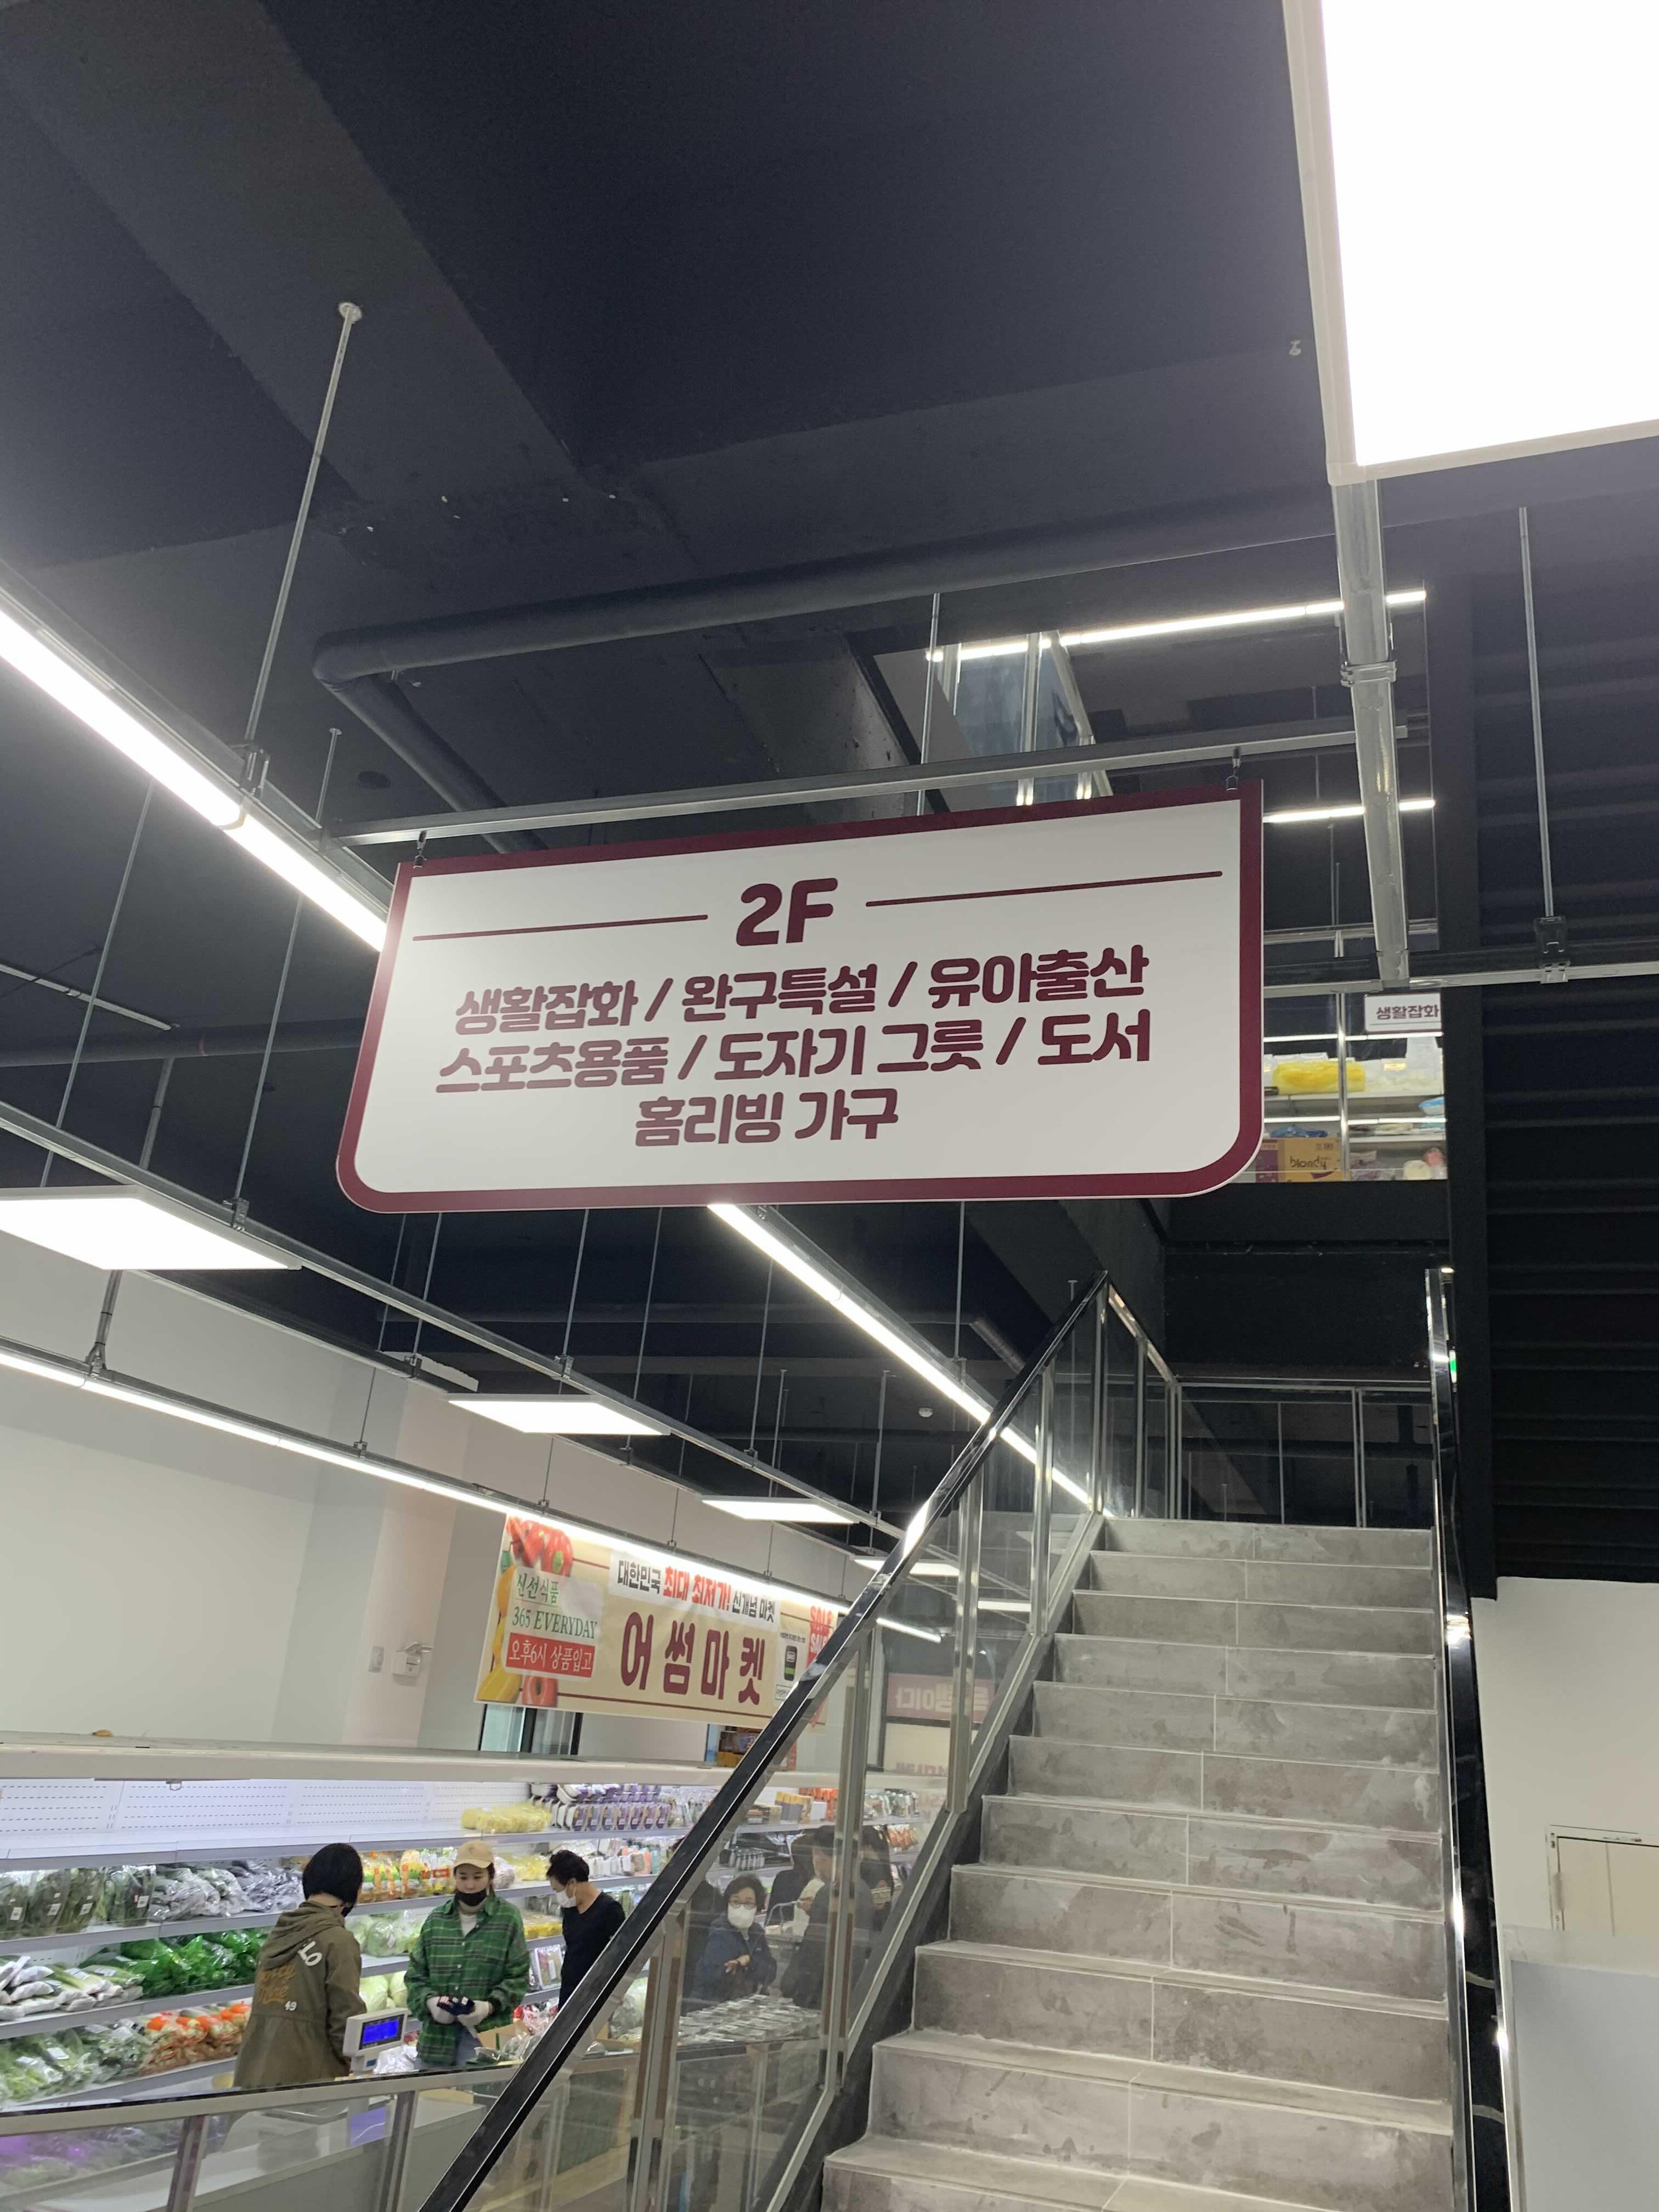 2F
생활잡화 / 완구특설 / 유아출산
스포츠용품 / 도자기 그릇 / 도서
홈리빙 가구
생활잡화
대한민국 최대 최저가! 신개념 마켓
신선식품
365 EVERYDAY
오후6시 상품입고
어썸마켓
SALE
49